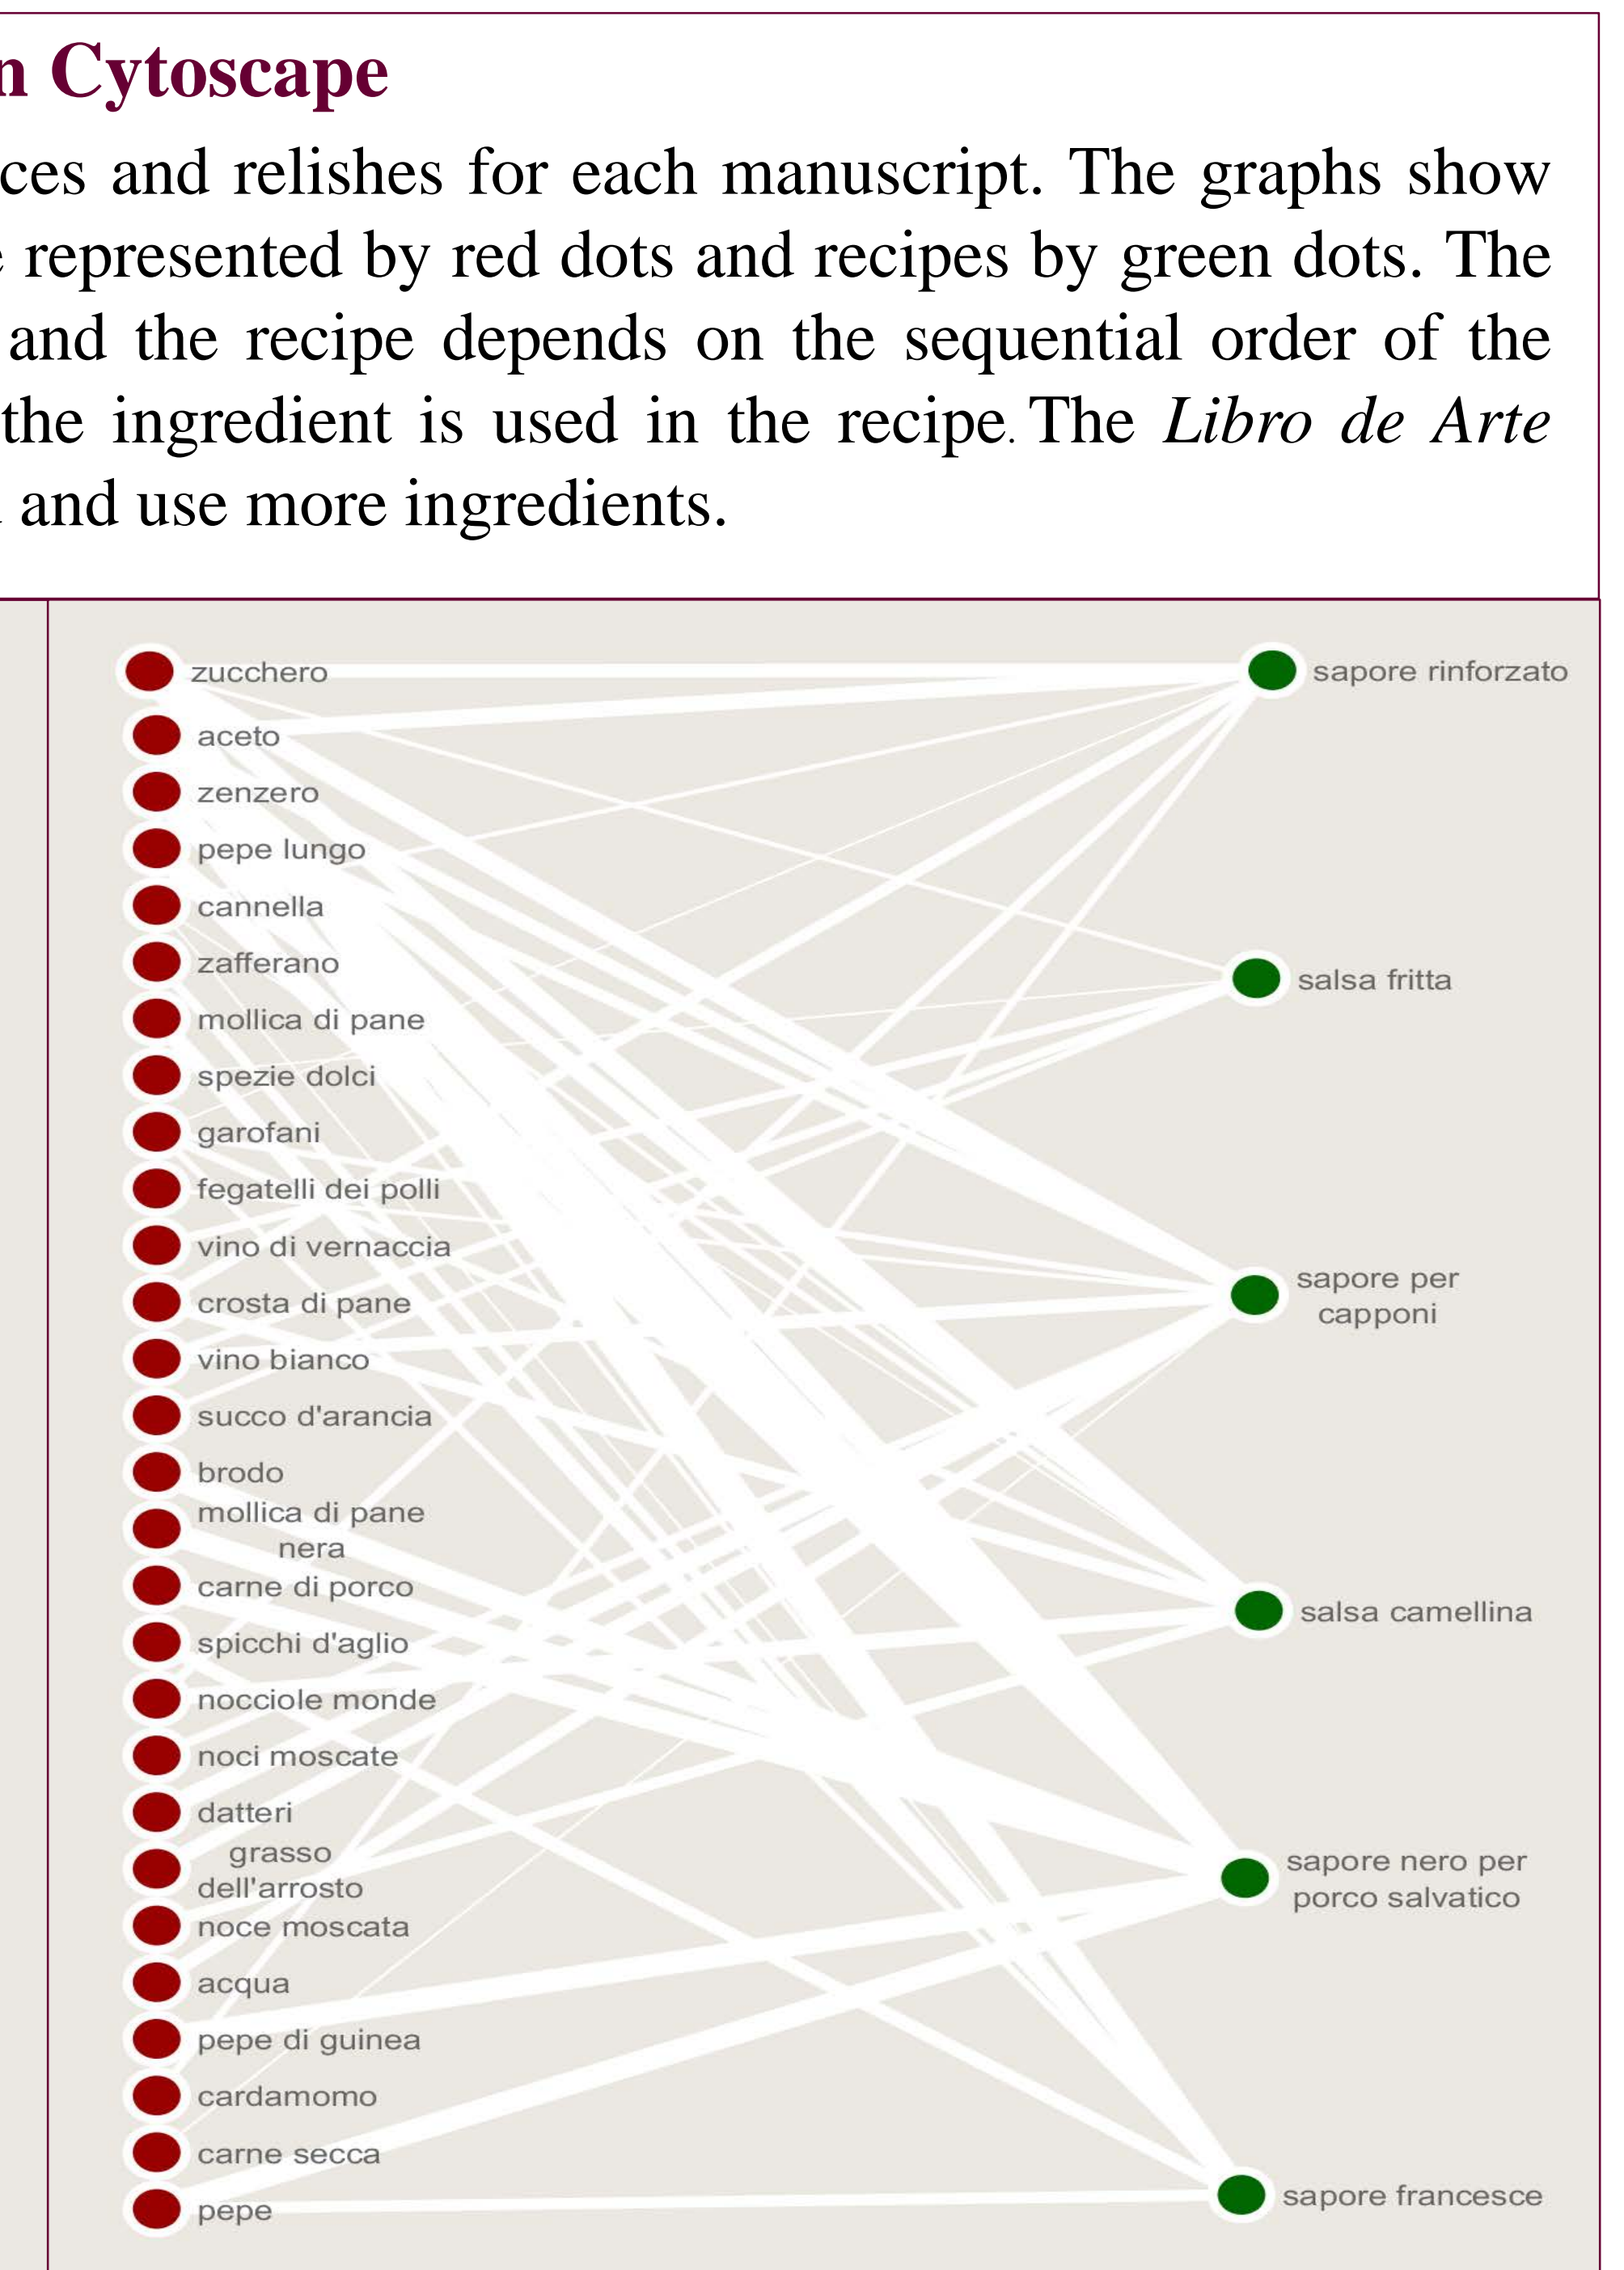 n Cytoscape
ces and relishes for each manuscript. The graphs show
e represented by red dots and recipes by green dots. The
and the recipe depends on the sequential order of the
the ingredient is used in the recipe. The Libro de Arte
and use more ingredients.
zucchero
aceto
zenzero
pepe lungo
cannella
zafferano
mollica di pane
spezie dolci
garofani
fegatelli dei polli
vino di vernaccia
crosta di pane
vino bianco
succo d'arancia
brodo
mollica di pane
nera
carne di porco
spicchi d'aglio
nocciole monde
noci moscate
datteri
grasso
dell'arrosto
noce moscata
acqua
pepe di guinea
cardamomo
carne secca
pepe
sapore rinforzato
salsa fritta
sapore per
capponi
salsa camellina
sapore nero per
porco salvatico
sapore francesce